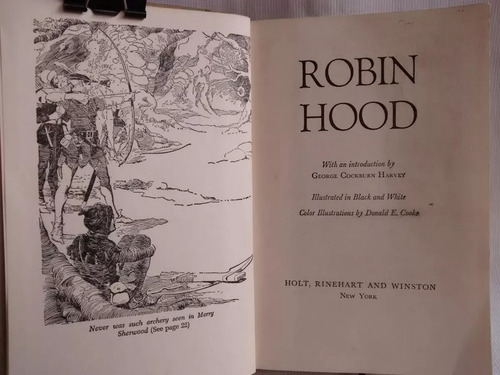 Never was such archery seen in Merry
Sherwood (See page 22)
ROBIN
HOOD
With an introduction by
GEORGE COCKBURN HARVEY
Illustrated in Black and White
Color Illustrations by Donald E. Cooke
HOLT, RINEHART AND WINSTON
NEW YORK